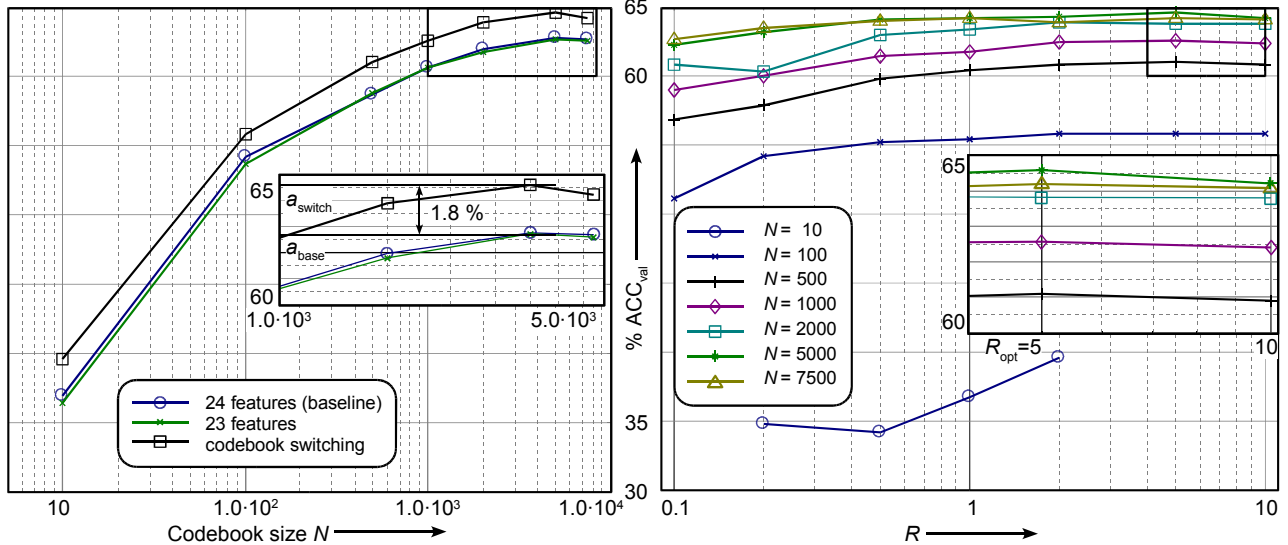 65
60
35
30
% ACC_val
65
60
a_switch
a_base
1.8 %
1.0·10³
5.0·10³
24 features (baseline)
23 features
codebook switching
10
1.0·10²
1.0·10³
1.0·10⁴
Codebook size N
N = 10
N = 100
N = 500
N = 1000
N = 2000
N = 5000
N = 7500
65
60
R_opt=5
10
0.1
1
10
R